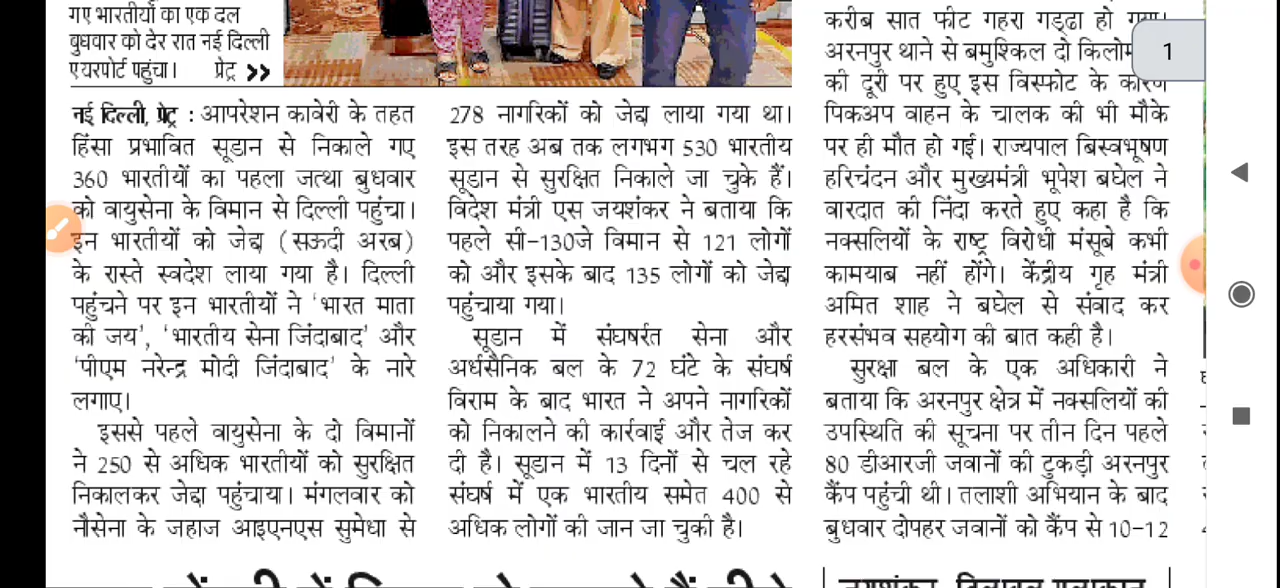 गए भारतीयों का एक दल
बुधवार को देर रात नई दिल्ली
एयरपोर्ट पहुंचा। प्रेट्र >>
नई दिल्ली, प्रेट्र : आपरेशन कावेरी के तहत
हिंसा प्रभावित सूडान से निकाले गए
360 भारतीयों का पहला जत्था बुधवार
को वायुसेना के विमान से दिल्ली पहुंचा।
इन भारतीयों को जेद्दा (सऊदी अरब)
के रास्ते स्वदेश लाया गया है। दिल्ली
पहुंचने पर इन भारतीयों ने 'भारत माता
की जय', 'भारतीय सेना जिंदाबाद' और
'पीएम नरेन्द्र मोदी जिंदाबाद' के नारे
लगाए।
इससे पहले वायुसेना के दो विमानों
ने 250 से अधिक भारतीयों को सुरक्षित
निकालकर जेद्दा पहुंचाया। मंगलवार को
नौसेना के जहाज आइएनएस सुमेधा से
278 नागरिकों को जेद्दा लाया गया था।
इस तरह अब तक लगभग 530 भारतीय
सूडान से सुरक्षित निकाले जा चुके हैं।
विदेश मंत्री एस जयशंकर ने बताया कि
पहले सी-130जे विमान से 121 लोगों
को और इसके बाद 135 लोगों को जेद्दा
पहुंचाया गया।
सूडान में संघषर्रत सेना और
अर्धसैनिक बल के 72 घंटे के संघर्ष
विराम के बाद भारत ने अपने नागरिकों
को निकालने की कार्रवाई और तेज कर
दी है। सूडान में 13 दिनों से चल रहे
संघर्ष में एक भारतीय समेत 400 से
अधिक लोगों की जान जा चुकी है।
करीब सात फीट गहरा गड्ढा हो गया।
अरनपुर थाने से बमुश्किल दो
की दूरी पर हुए इस विस्फोट के कारण
पिकअप वाहन के चालक की भी मौके
पर ही मौत हो गई। राज्यपाल बिस्वभूषण
हरिचंदन और मुख्यमंत्री भूपेश बघेल ने
वारदात की निंदा करते हुए कहा है कि
नक्सलियों के राष्ट्र विरोधी मंसूबे कभी
कामयाब नहीं होंगे। केंद्रीय गृह मंत्री
अमित शाह ने बघेल से संवाद कर
हरसंभव सहयोग की बात कही है।
सुरक्षा बल के एक अधिकारी ने
बताया कि अरनपुर क्षेत्र में नक्सलियों की
उपस्थिति की सूचना पर तीन दिन पहले
80 डीआरजी जवानों की टुकड़ी अरनपुर
कैंप पहुंची थी। तलाशी अभियान के बाद
बुधवार दोपहर जवानों को कैंप से 10-12
1